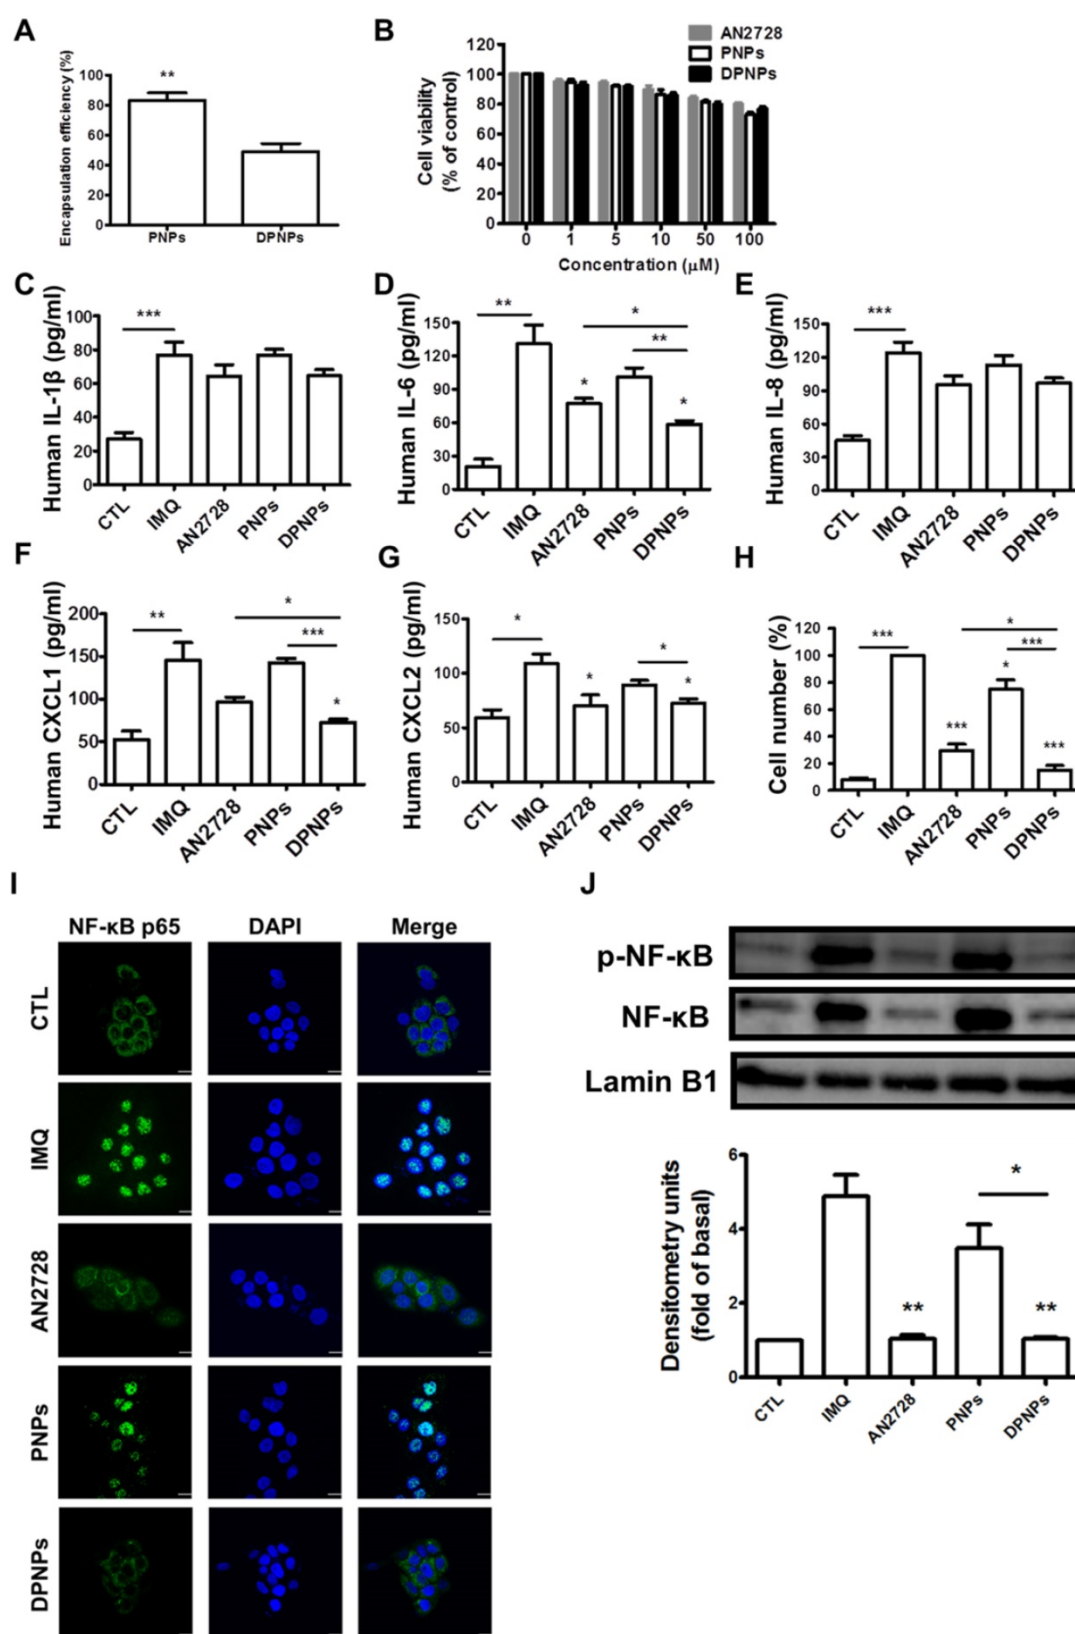 A
Encapsulation efficiency (%)
100
80
60
40
20
0
**
PNPs
DPNPs
B
AN2728
PNPs
DPNPs
Cell viability
(% of control)
120
100
80
60
40
20
0
0 1 5 10 50 100
Concentration (μM)
C
Human IL-1β (pg/ml)
100
80
60
40
20
0
***
CTL
IMQ
AN2728
PNPs
DPNPs
D
Human IL-6 (pg/ml)
150
120
90
60
30
0
**
*
**
*
*
CTL
IMQ
AN2728
PNPs
DPNPs
E
Human IL-8 (pg/ml)
150
120
90
60
30
0
***
CTL
IMQ
AN2728
PNPs
DPNPs
F
Human CXCL1 (pg/ml)
200
150
100
50
0
**
*
***
*
CTL
IMQ
AN2728
PNPs
DPNPs
G
Human CXCL2 (pg/ml)
150
100
50
0
*
*
*
*
CTL
IMQ
AN2728
PNPs
DPNPs
H
Cell number (%)
120
100
80
60
40
20
0
***
*
***
*
***
***
CTL
IMQ
AN2728
PNPs
DPNPs
I
NF-κB p65 DAPI Merge
CTL
IMQ
AN2728
PNPs
DPNPs
J
p-NF-κB
NF-κB
Lamin B1
Densitometry units
(fold of basal)
6
4
2
0
*
**
**
CTL
IMQ
AN2728
PNPs
DPNPs